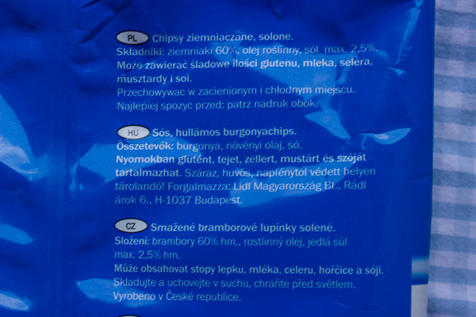 PL Chipsy ziemniaczane, solone.
Składniki: ziemniaki 60%, olej roślinny, sól max. 2,5%.
Może zawierać śladowe ilości glutenu, mleka, selera,
musztardy i soi.
Przechowywac w zacienionym i chłodnym miejscu.
Najlepiej spozyc przed: patrz nadruk obok.
HU Sós, hullámos burgonyachips.
Összetevők: burgonya, növényi olaj, só.
Nyomokban glutént, tejet, zellert, mustárt és szóját
tartalmazhat. Száraz, hűvös, napfénytől védett helyen
tárolandó! Forgalmazza: Lidl Magyarország Bt., Rádl
árok 6., H-1037 Budapest.
CZ Smažené bramborové lupínky solené.
Složení: brambory 60% hm., rostlinný olej, jedlá sůl
max. 2,5% hm.
Může obsahovat stopy lepku, mléka, celeru, hořčice a sóji.
Skladujte a uchovejte v suchu, chraňte před světlem.
Vyrobeno v České republice.